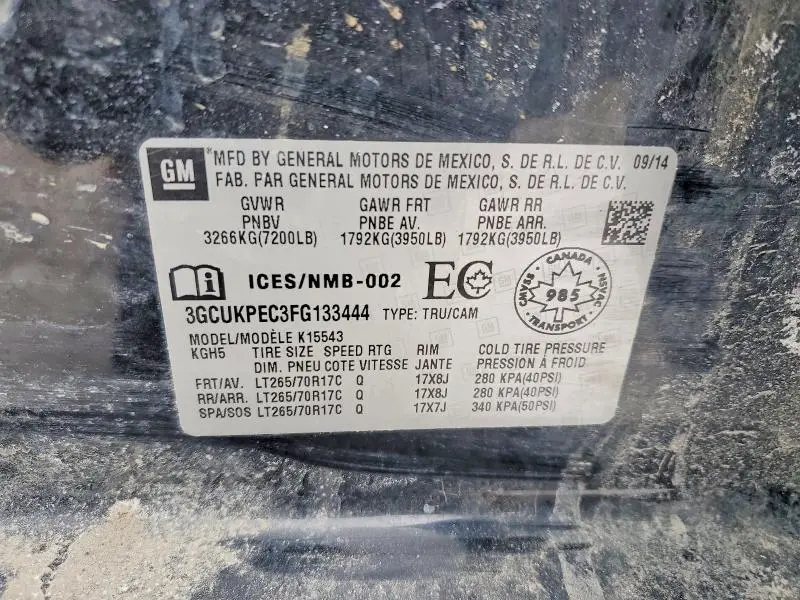 GM
*MFD BY GENERAL MOTORS DE MEXICO, S. DE R.L. DE C.V. 09/14
FAB. PAR GENERAL MOTORS DE MEXICO, S. DE R.L. DE C.V.
GVWR GAWR FRT GAWR RR
PNBV PNBE AV. PNBE ARR.
3266KG(7200LB) 1792KG(3950LB) 1792KG(3950LB)
ICES/NMB-002 EC
CANADA
CMVSS 985 NSVAC
TRANSPORT
3GCUKPEC3FG133444 TYPE: TRU/CAM
MODEL/MODÈLE K15543
KGH5 TIRE SIZE SPEED RTG RIM COLD TIRE PRESSURE
DIM. PNEU COTE VITESSE JANTE PRESSION À FROID
FRT/AV. LT265/70R17C Q 17X8J 280 KPA(40PSI)
RR/ARR. LT265/70R17C Q 17X8J 280 KPA(40PSI)
SPA/SOS LT265/70R17C Q 17X7J 340 KPA(50PSI)